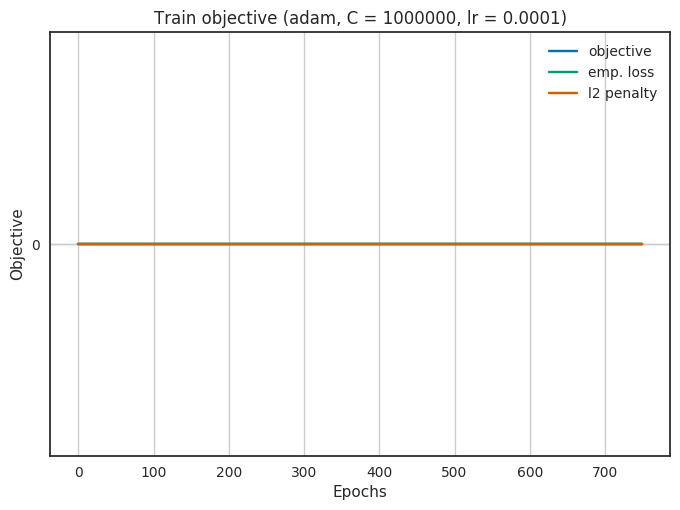 Train objective (adam, C = 1000000, lr = 0.0001)
objective
emp. loss
l2 penalty
Objective
0
0 100 200 300 400 500 600 700
Epochs